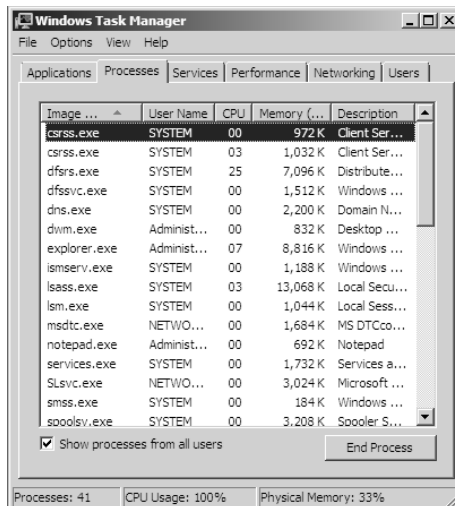 Windows Task Manager
File Options View Help
Applications Processes Services Performance Networking Users
Image ... User Name CPU Memory (... Description
csrss.exe SYSTEM 00 972 K Client Ser...
csrss.exe SYSTEM 03 1,032 K Client Ser...
dfsrs.exe SYSTEM 25 7,096 K Distribute...
dfssvc.exe SYSTEM 00 1,512 K Windows ...
dns.exe SYSTEM 00 2,200 K Domain N...
dwm.exe Administ... 00 832 K Desktop ...
explorer.exe Administ... 07 8,816 K Windows ...
ismserv.exe SYSTEM 00 1,188 K Windows ...
lsass.exe SYSTEM 03 13,068 K Local Secu...
lsm.exe SYSTEM 00 1,044 K Local Sess...
msdtc.exe NETWO... 00 1,684 K MS DTCco...
notepad.exe Administ... 00 692 K Notepad
services.exe SYSTEM 00 1,732 K Services a...
SLsvc.exe NETWO... 00 3,024 K Microsoft ...
smss.exe SYSTEM 00 184 K Windows ...
spoolsv.exe SYSTEM 00 3,208 K Spooler S...
Show processes from all users
End Process
Processes: 41 CPU Usage: 100% Physical Memory: 33%